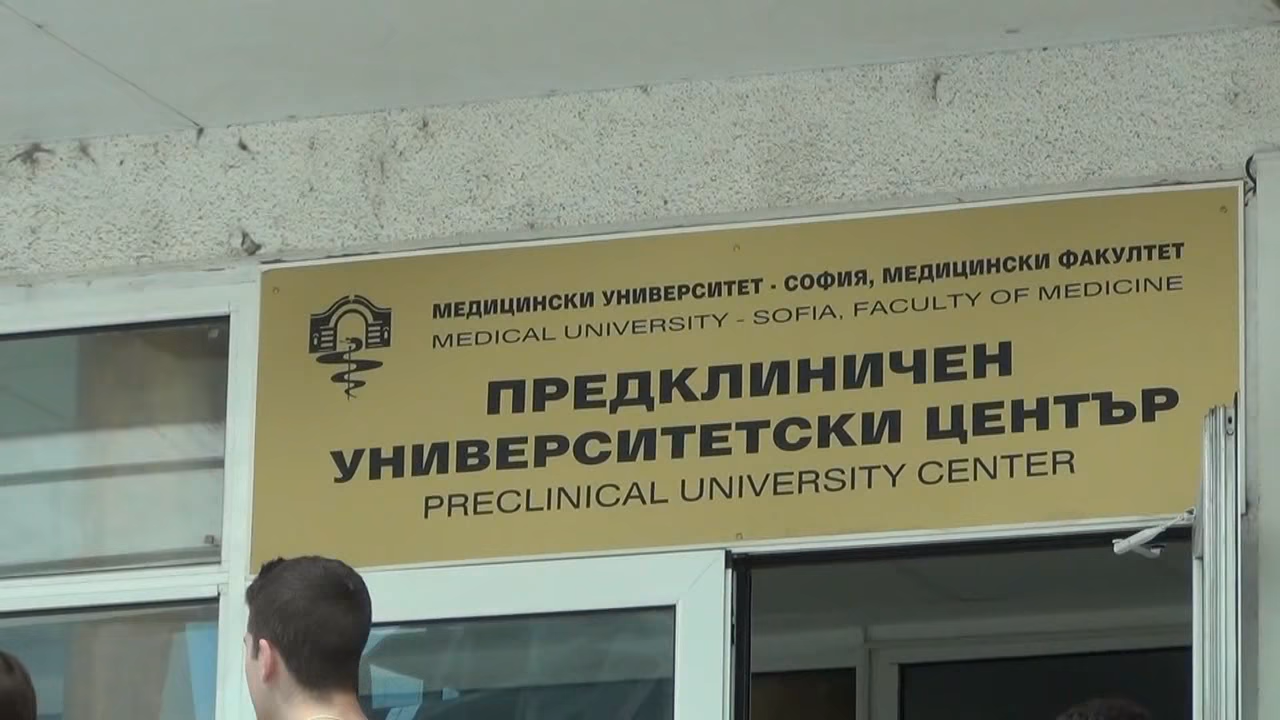 МЕДИЦИНСКИ УНИВЕРСИТЕТ - СОФИЯ, МЕДИЦИНСКИ ФАКУЛТЕТ
MEDICAL UNIVERSITY - SOFIA, FACULTY OF MEDICINE
ПРЕДКЛИНИЧЕН
УНИВЕРСИТЕТСКИ ЦЕНТЪР
PRECLINICAL UNIVERSITY CENTER